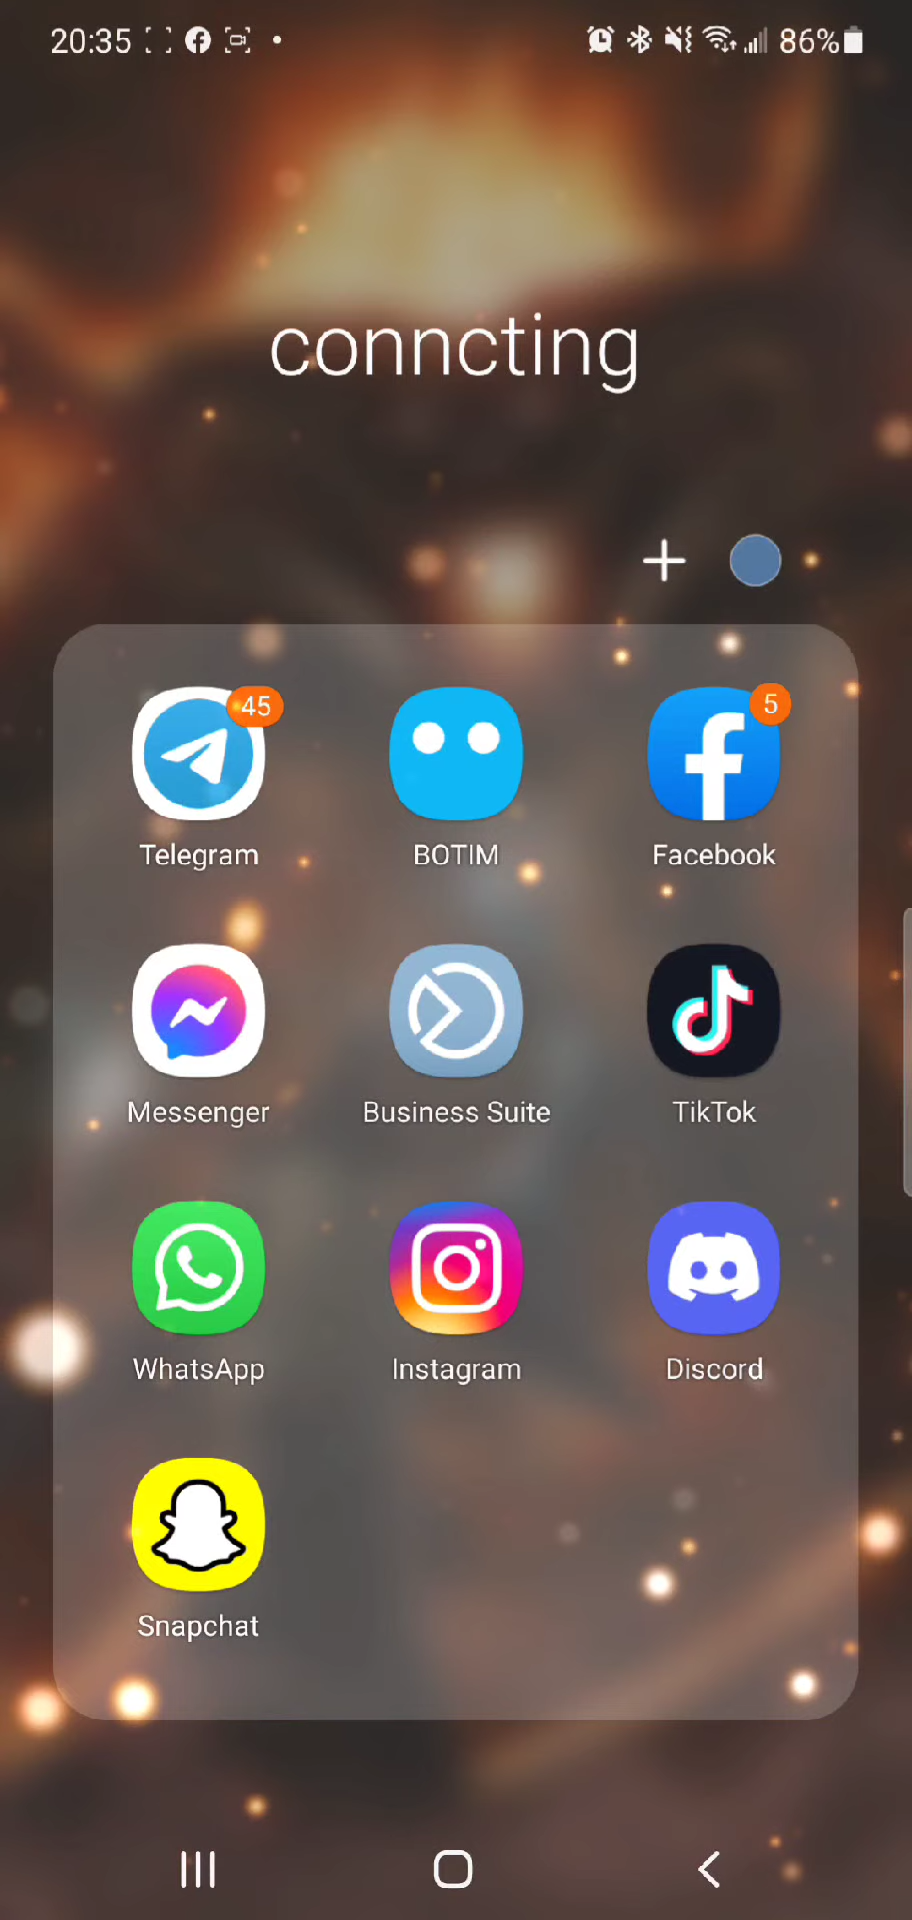 20:35 86%
conncting
45 5
Telegram BOTIM Facebook
Messenger Business Suite TikTok
WhatsApp Instagram Discord
Snapchat